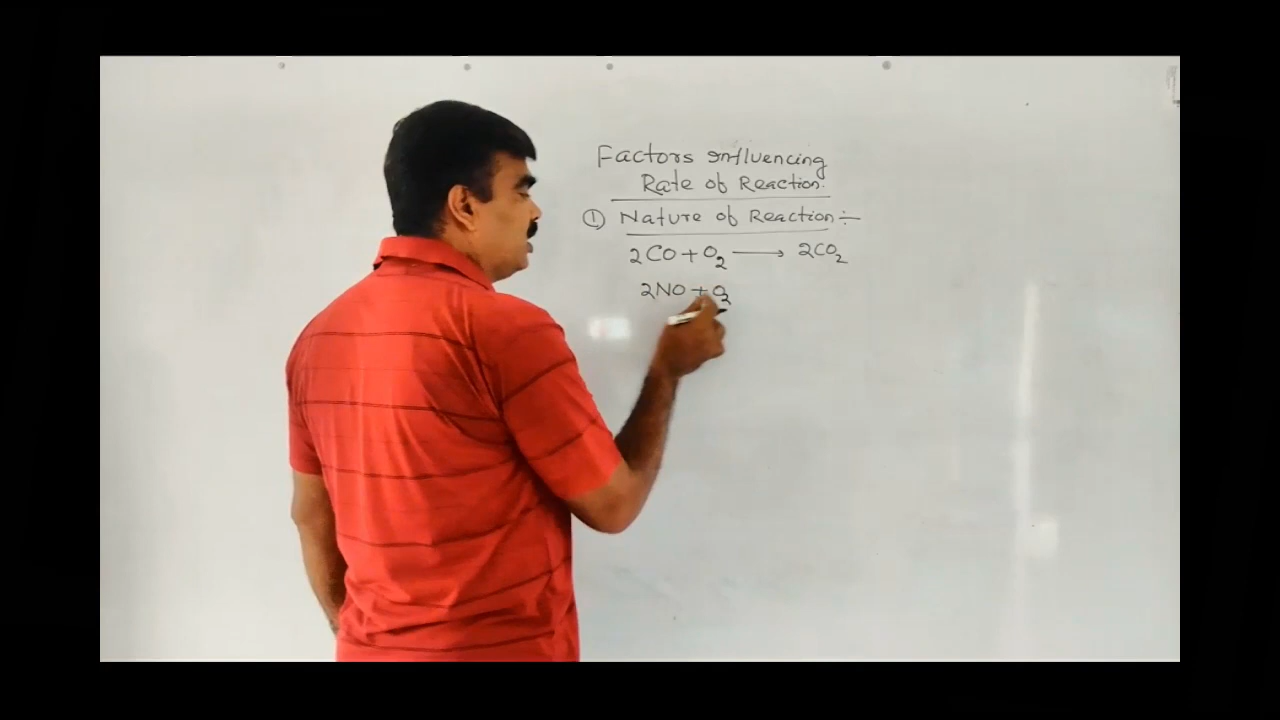 Factors Influencing
Rate of Reaction.
① Nature of Reaction :-
2CO + O₂ ⟶ 2CO₂
2NO + O₂